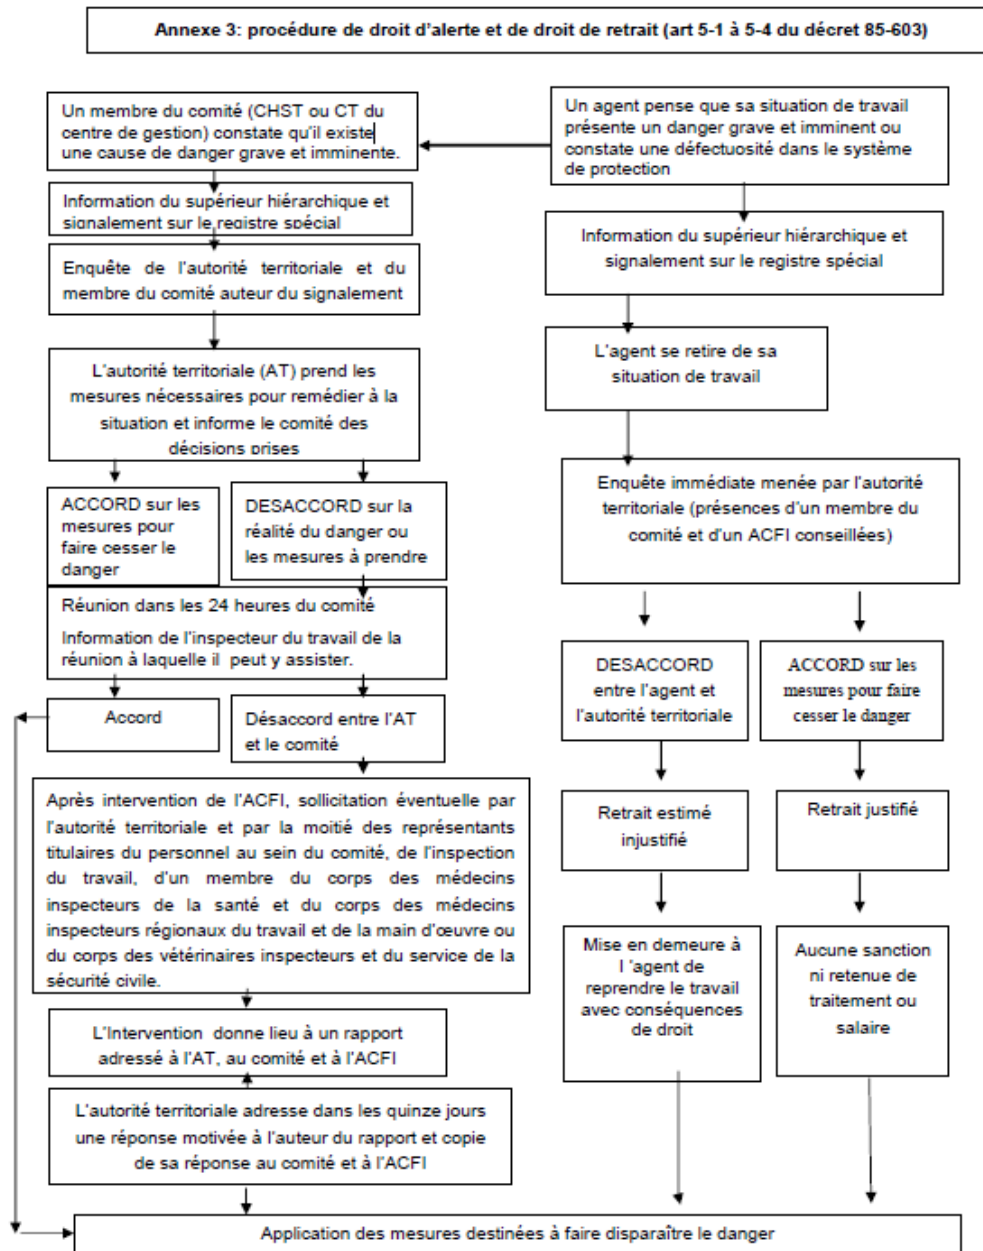 Annexe 3: procédure de droit d'alerte et de droit de retrait (art 5-1 à 5-4 du décret 85-603)
Un membre du comité (CHST ou CT du
centre de gestion) constate qu'il existe
une cause de danger grave et imminente.
Un agent pense que sa situation de travail
présente un danger grave et imminent ou
constate une défectuosité dans le système
de protection
Information du supérieur hiérarchique et
signalement sur le registre spécial
Information du supérieur hiérarchique et
signalement sur le registre spécial
Enquête de l'autorité territoriale et du
membre du comité auteur du signalement
L'agent se retire de sa
situation de travail
L'autorité territoriale (AT) prend les
mesures nécessaires pour remédier à la
situation et informe le comité des
décisions prises
Enquête immédiate menée par l'autorité
territoriale (présences d'un membre du
comité et d'un ACFI conseillées)
ACCORD sur les
mesures pour
faire cesser le
danger
DESACCORD sur la
réalité du danger ou
les mesures à prendre
Réunion dans les 24 heures du comité
Information de l'inspecteur du travail de la
réunion à laquelle il peut y assister.
DESACCORD
entre l'agent et
l'autorité territoriale
ACCORD sur les
mesures pour faire
cesser le danger
Accord
Désaccord entre l'AT
et le comité
Après intervention de l'ACFI, sollicitation éventuelle par
l'autorité territoriale et par la moitié des représentants
titulaires du personnel au sein du comité, de l'inspection
du travail, d'un membre du corps des médecins
inspecteurs de la santé et du corps des médecins
inspecteurs régionaux du travail et de la main d'œuvre ou
du corps des vétérinaires inspecteurs et du service de la
sécurité civile.
Retrait estimé
injustifié
Retrait justifié
Mise en demeure à
l 'agent de
reprendre le travail
avec conséquences
de droit
Aucune sanction
ni retenue de
traitement ou
salaire
L'Intervention donne lieu à un rapport
adressé à l'AT, au comité et à l'ACFI
L'autorité territoriale adresse dans les quinze jours
une réponse motivée à l'auteur du rapport et copie
de sa réponse au comité et à l'ACFI
Application des mesures destinées à faire disparaître le danger